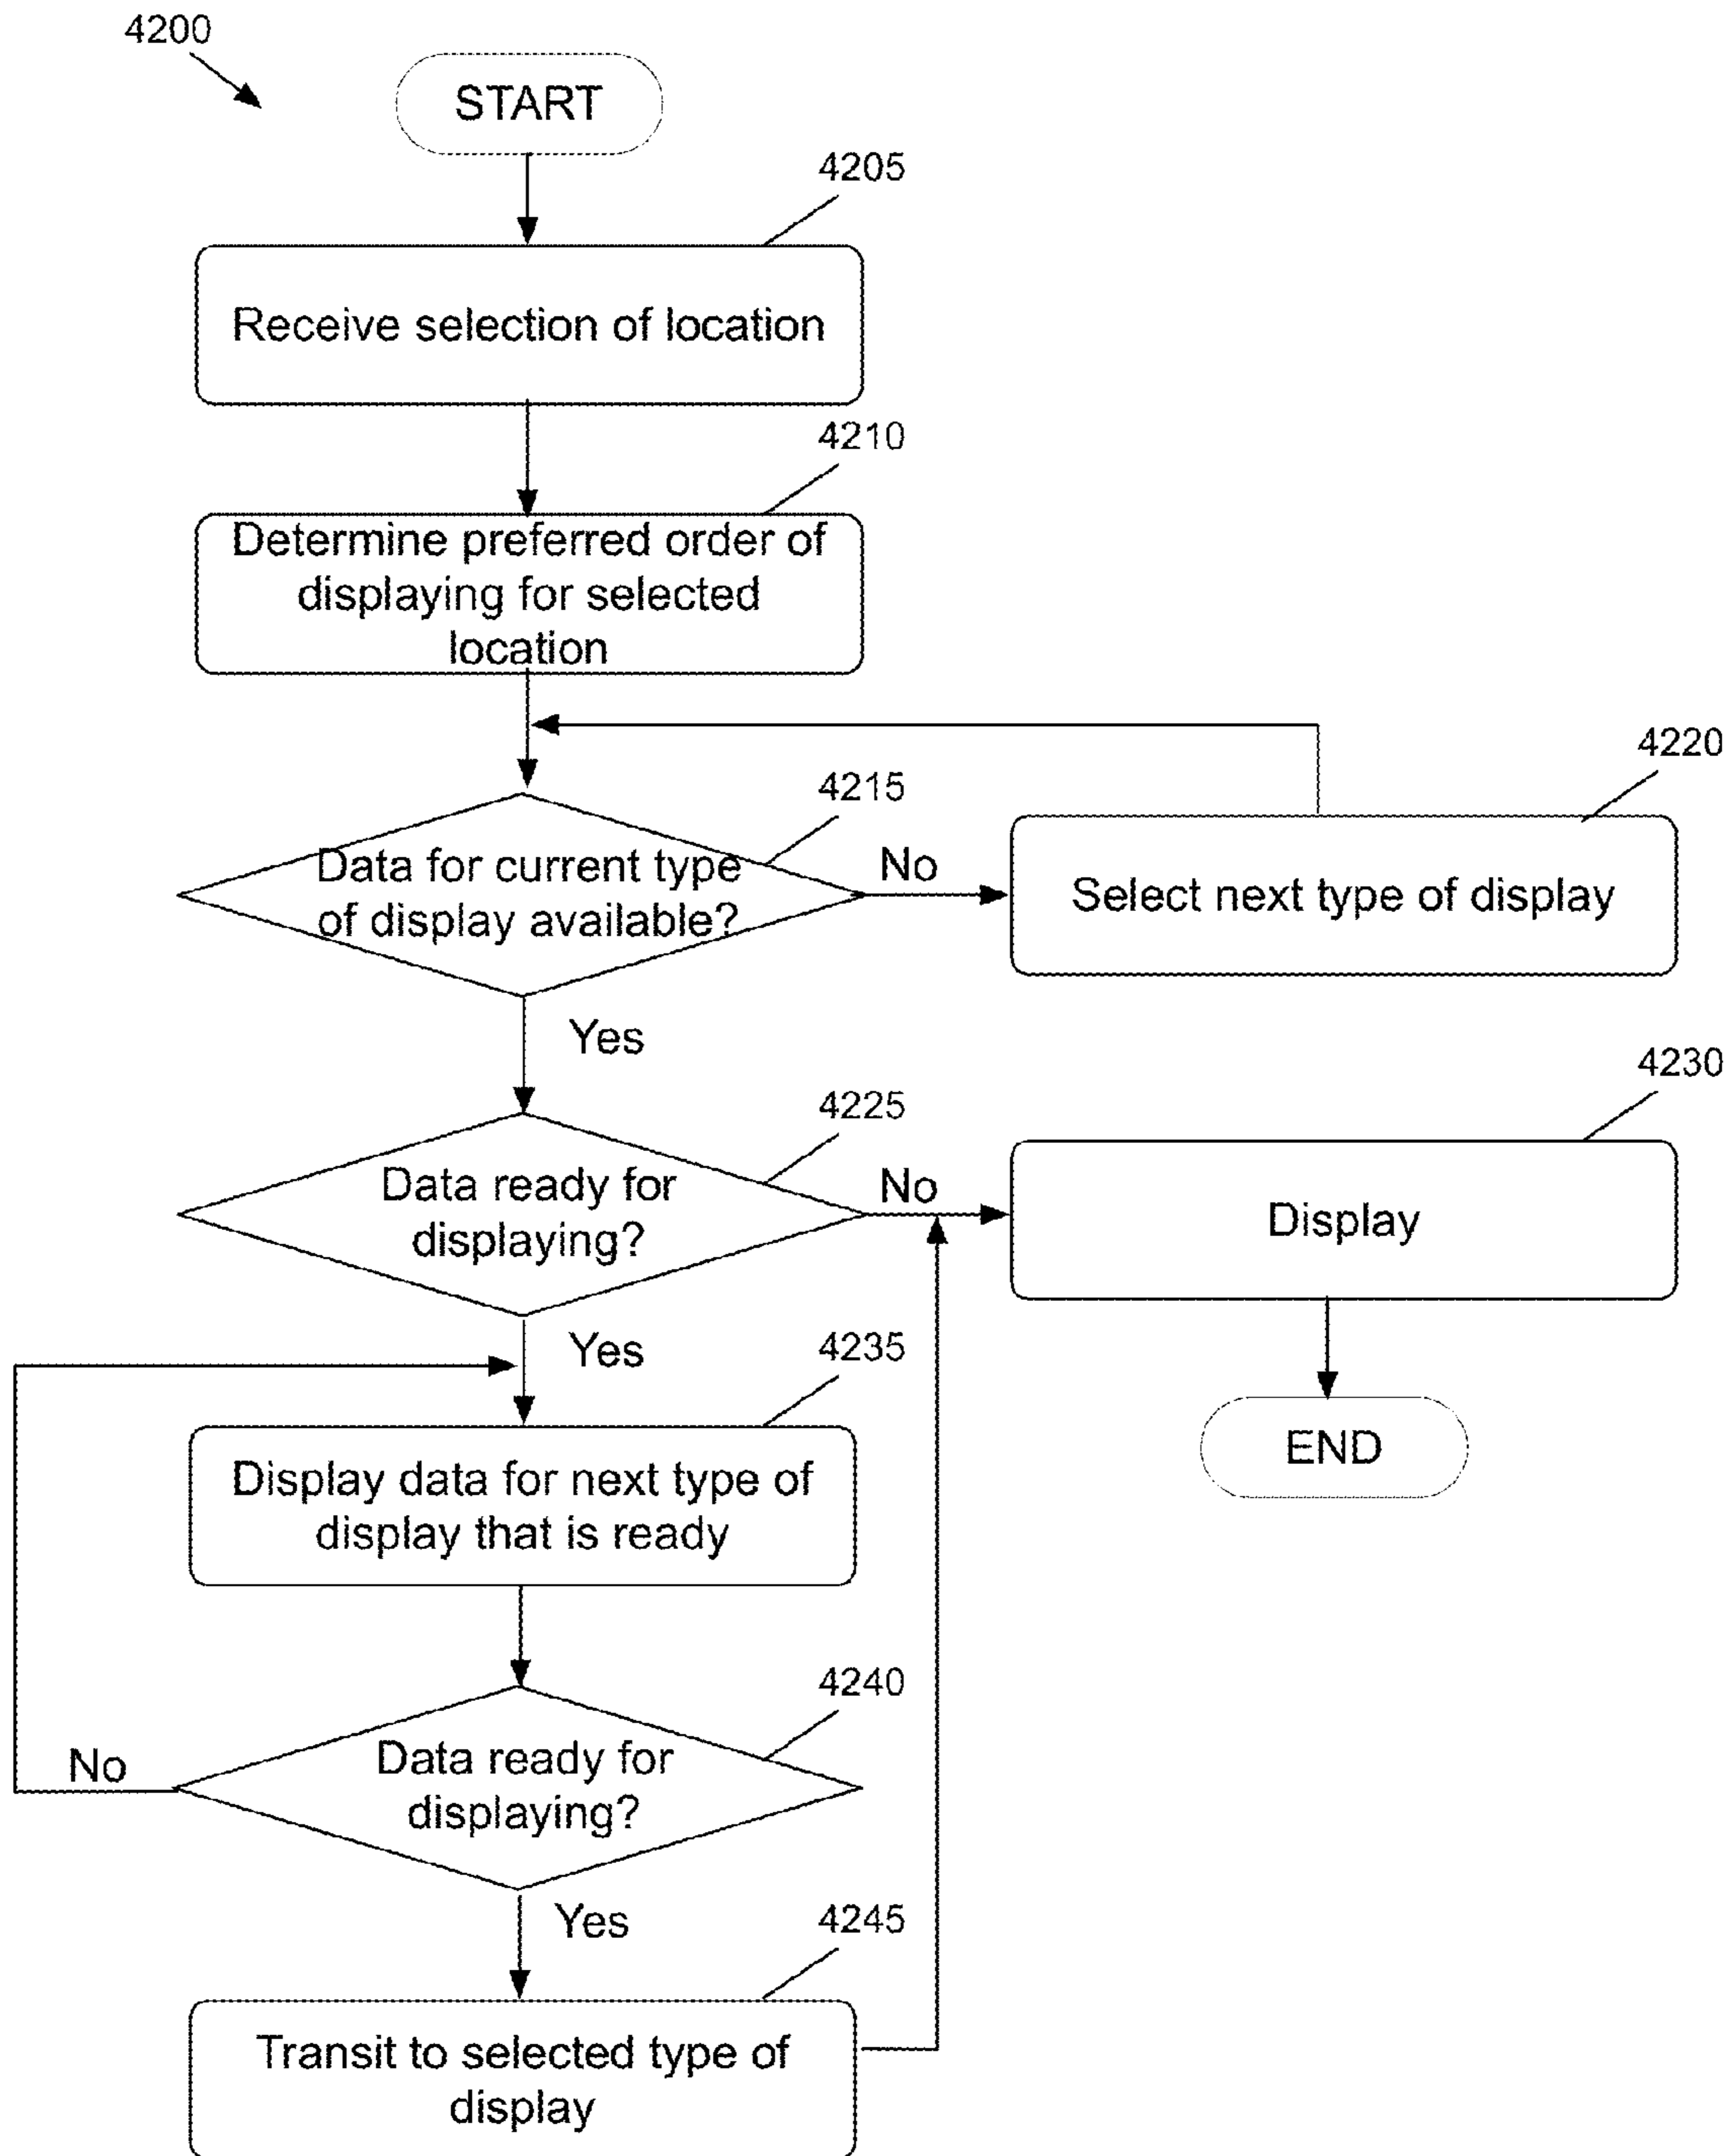 4200
START
4205
Receive selection of location
4210
Determine preferred order of
displaying for selected
location
4215
Data for current type
of display available?
No
4220
Select next type of display
Yes
4225
Data ready for
displaying?
No
4230
Display
END
Yes
4235
Display data for next type of
display that is ready
4240
Data ready for
displaying?
No
Yes
4245
Transit to selected type of
display